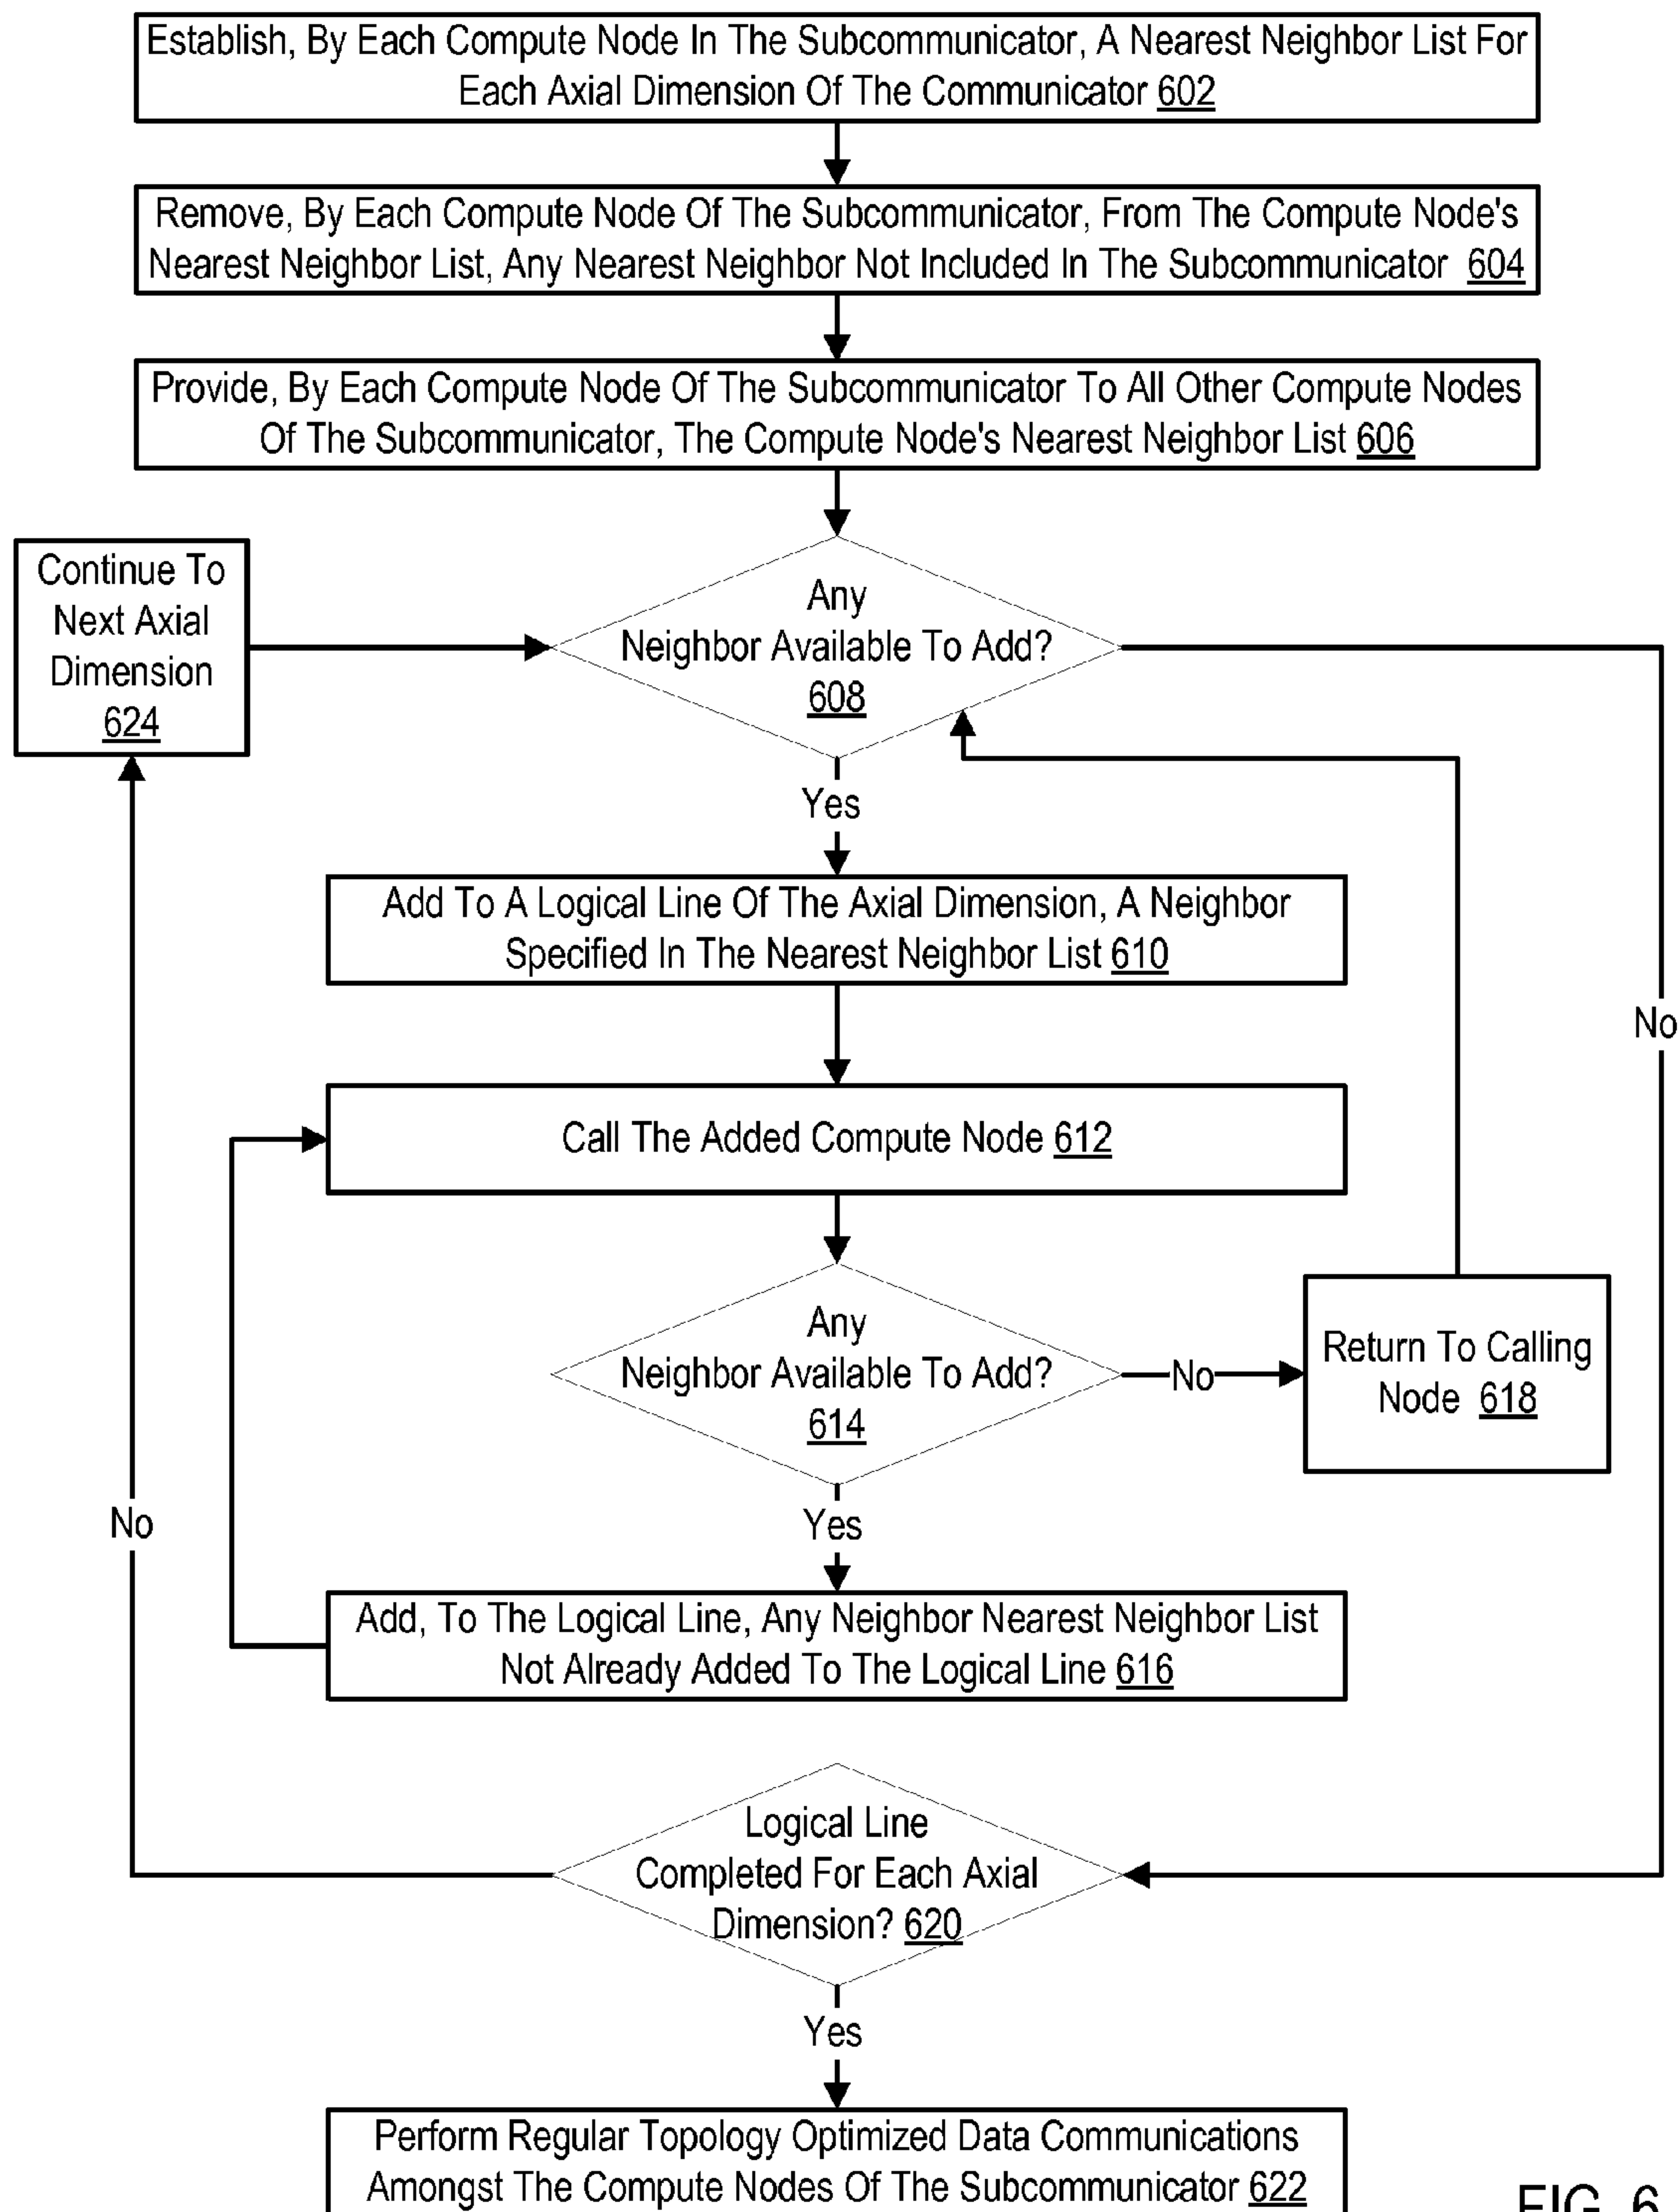 Establish, By Each Compute Node In The Subcommunicator, A Nearest Neighbor List For
Each Axial Dimension Of The Communicator 602
Remove, By Each Compute Node Of The Subcommunicator, From The Compute Node's
Nearest Neighbor List, Any Nearest Neighbor Not Included In The Subcommunicator 604
Provide, By Each Compute Node Of The Subcommunicator To All Other Compute Nodes
Of The Subcommunicator, The Compute Node's Nearest Neighbor List 606
Continue To
Next Axial
Dimension
624
Any
Neighbor Available To Add?
608
Yes
Add To A Logical Line Of The Axial Dimension, A Neighbor
Specified In The Nearest Neighbor List 610
No
Call The Added Compute Node 612
Any
Neighbor Available To Add?
614
No
Return To Calling
Node 618
Yes
No
Add, To The Logical Line, Any Neighbor Nearest Neighbor List
Not Already Added To The Logical Line 616
Logical Line
Completed For Each Axial
Dimension? 620
Yes
Perform Regular Topology Optimized Data Communications
Amongst The Compute Nodes Of The Subcommunicator 622
FIG. 6